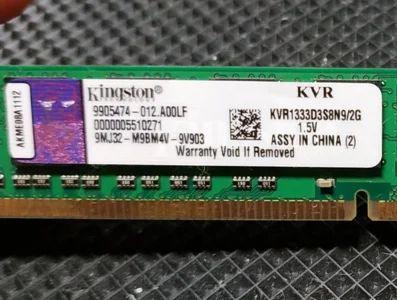 Kingston
KVR
9905474-012.A00LF
0000005510271
9MJ32-M9BM4V-9V903
KVR1333D3S8N9/2G
1.5V
ASSY IN CHINA (2)
Warranty Void If Removed